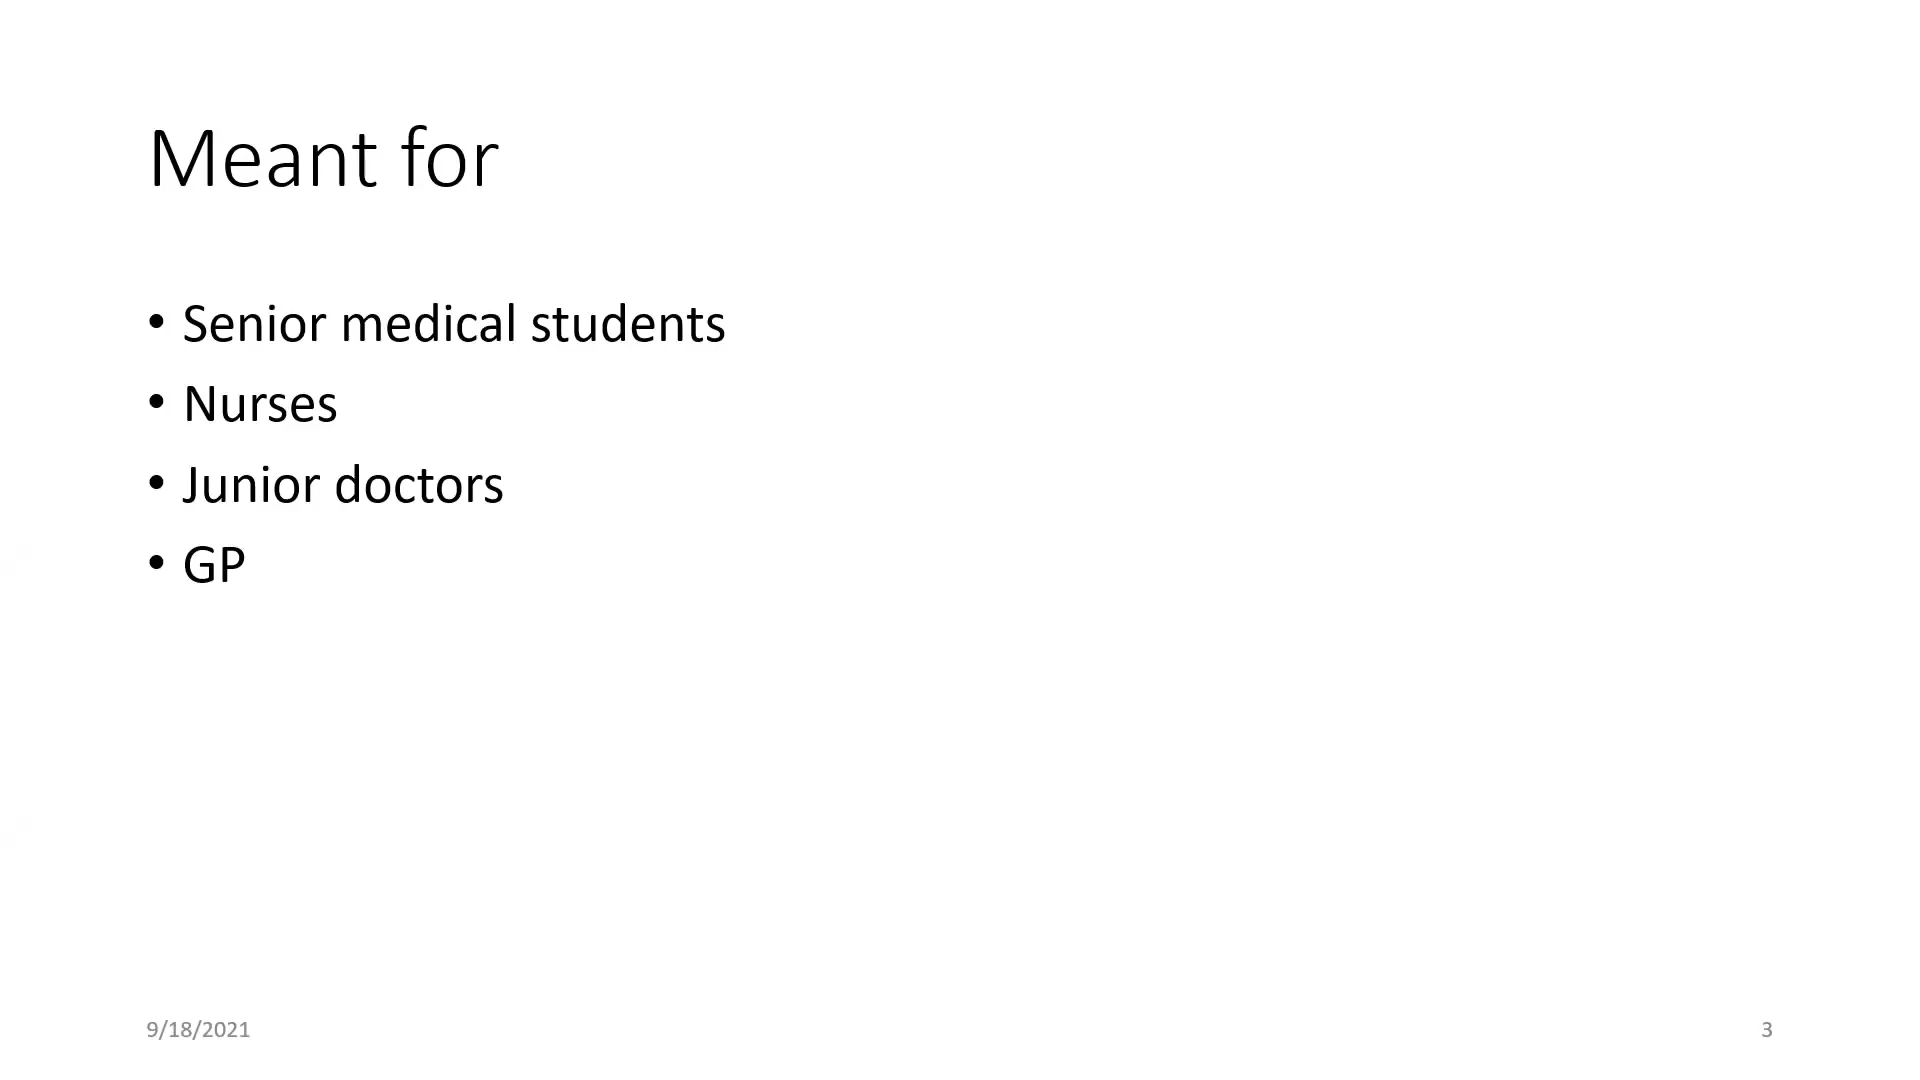 Meant for
• Senior medical students
• Nurses
• Junior doctors
• GP
9/18/2021
3